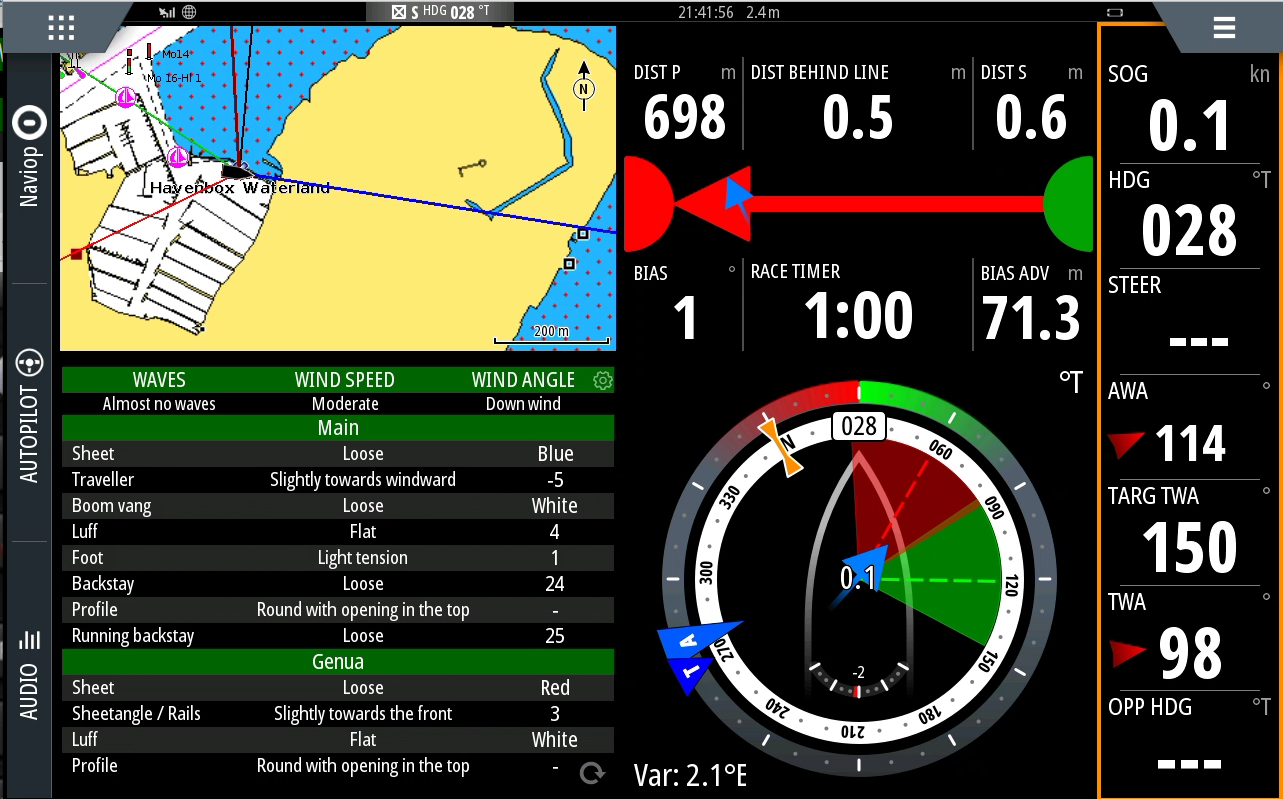 S HDG 028 °T
21:41:56 2.4 m
Naviop
AUTOPILOT
AUDIO
Mo14
Mo 16-Hf 1
N
Havenbox Waterland
200 m
WAVES WIND SPEED WIND ANGLE
Almost no waves Moderate Down wind
Main
Sheet Loose Blue
Traveller Slightly towards windward -5
Boom vang Loose White
Luff Flat 4
Foot Light tension 1
Backstay Loose 24
Profile Round with opening in the top -
Running backstay Loose 25
Genua
Sheet Loose Red
Sheetangle / Rails Slightly towards the front 3
Luff Flat White
Profile Round with opening in the top -
DIST P m DIST BEHIND LINE m DIST S m
698 0.5 0.6
BIAS ° RACE TIMER BIAS ADV m
1 1:00 71.3
°T
028
N
060
090
120
150
180
210
240
270
300
330
0.1
-2
A
T
Var: 2.1°E
SOG kn
0.1
HDG °T
028
STEER
---
AWA °
114
TARG TWA °
150
TWA °
98
OPP HDG °T
---